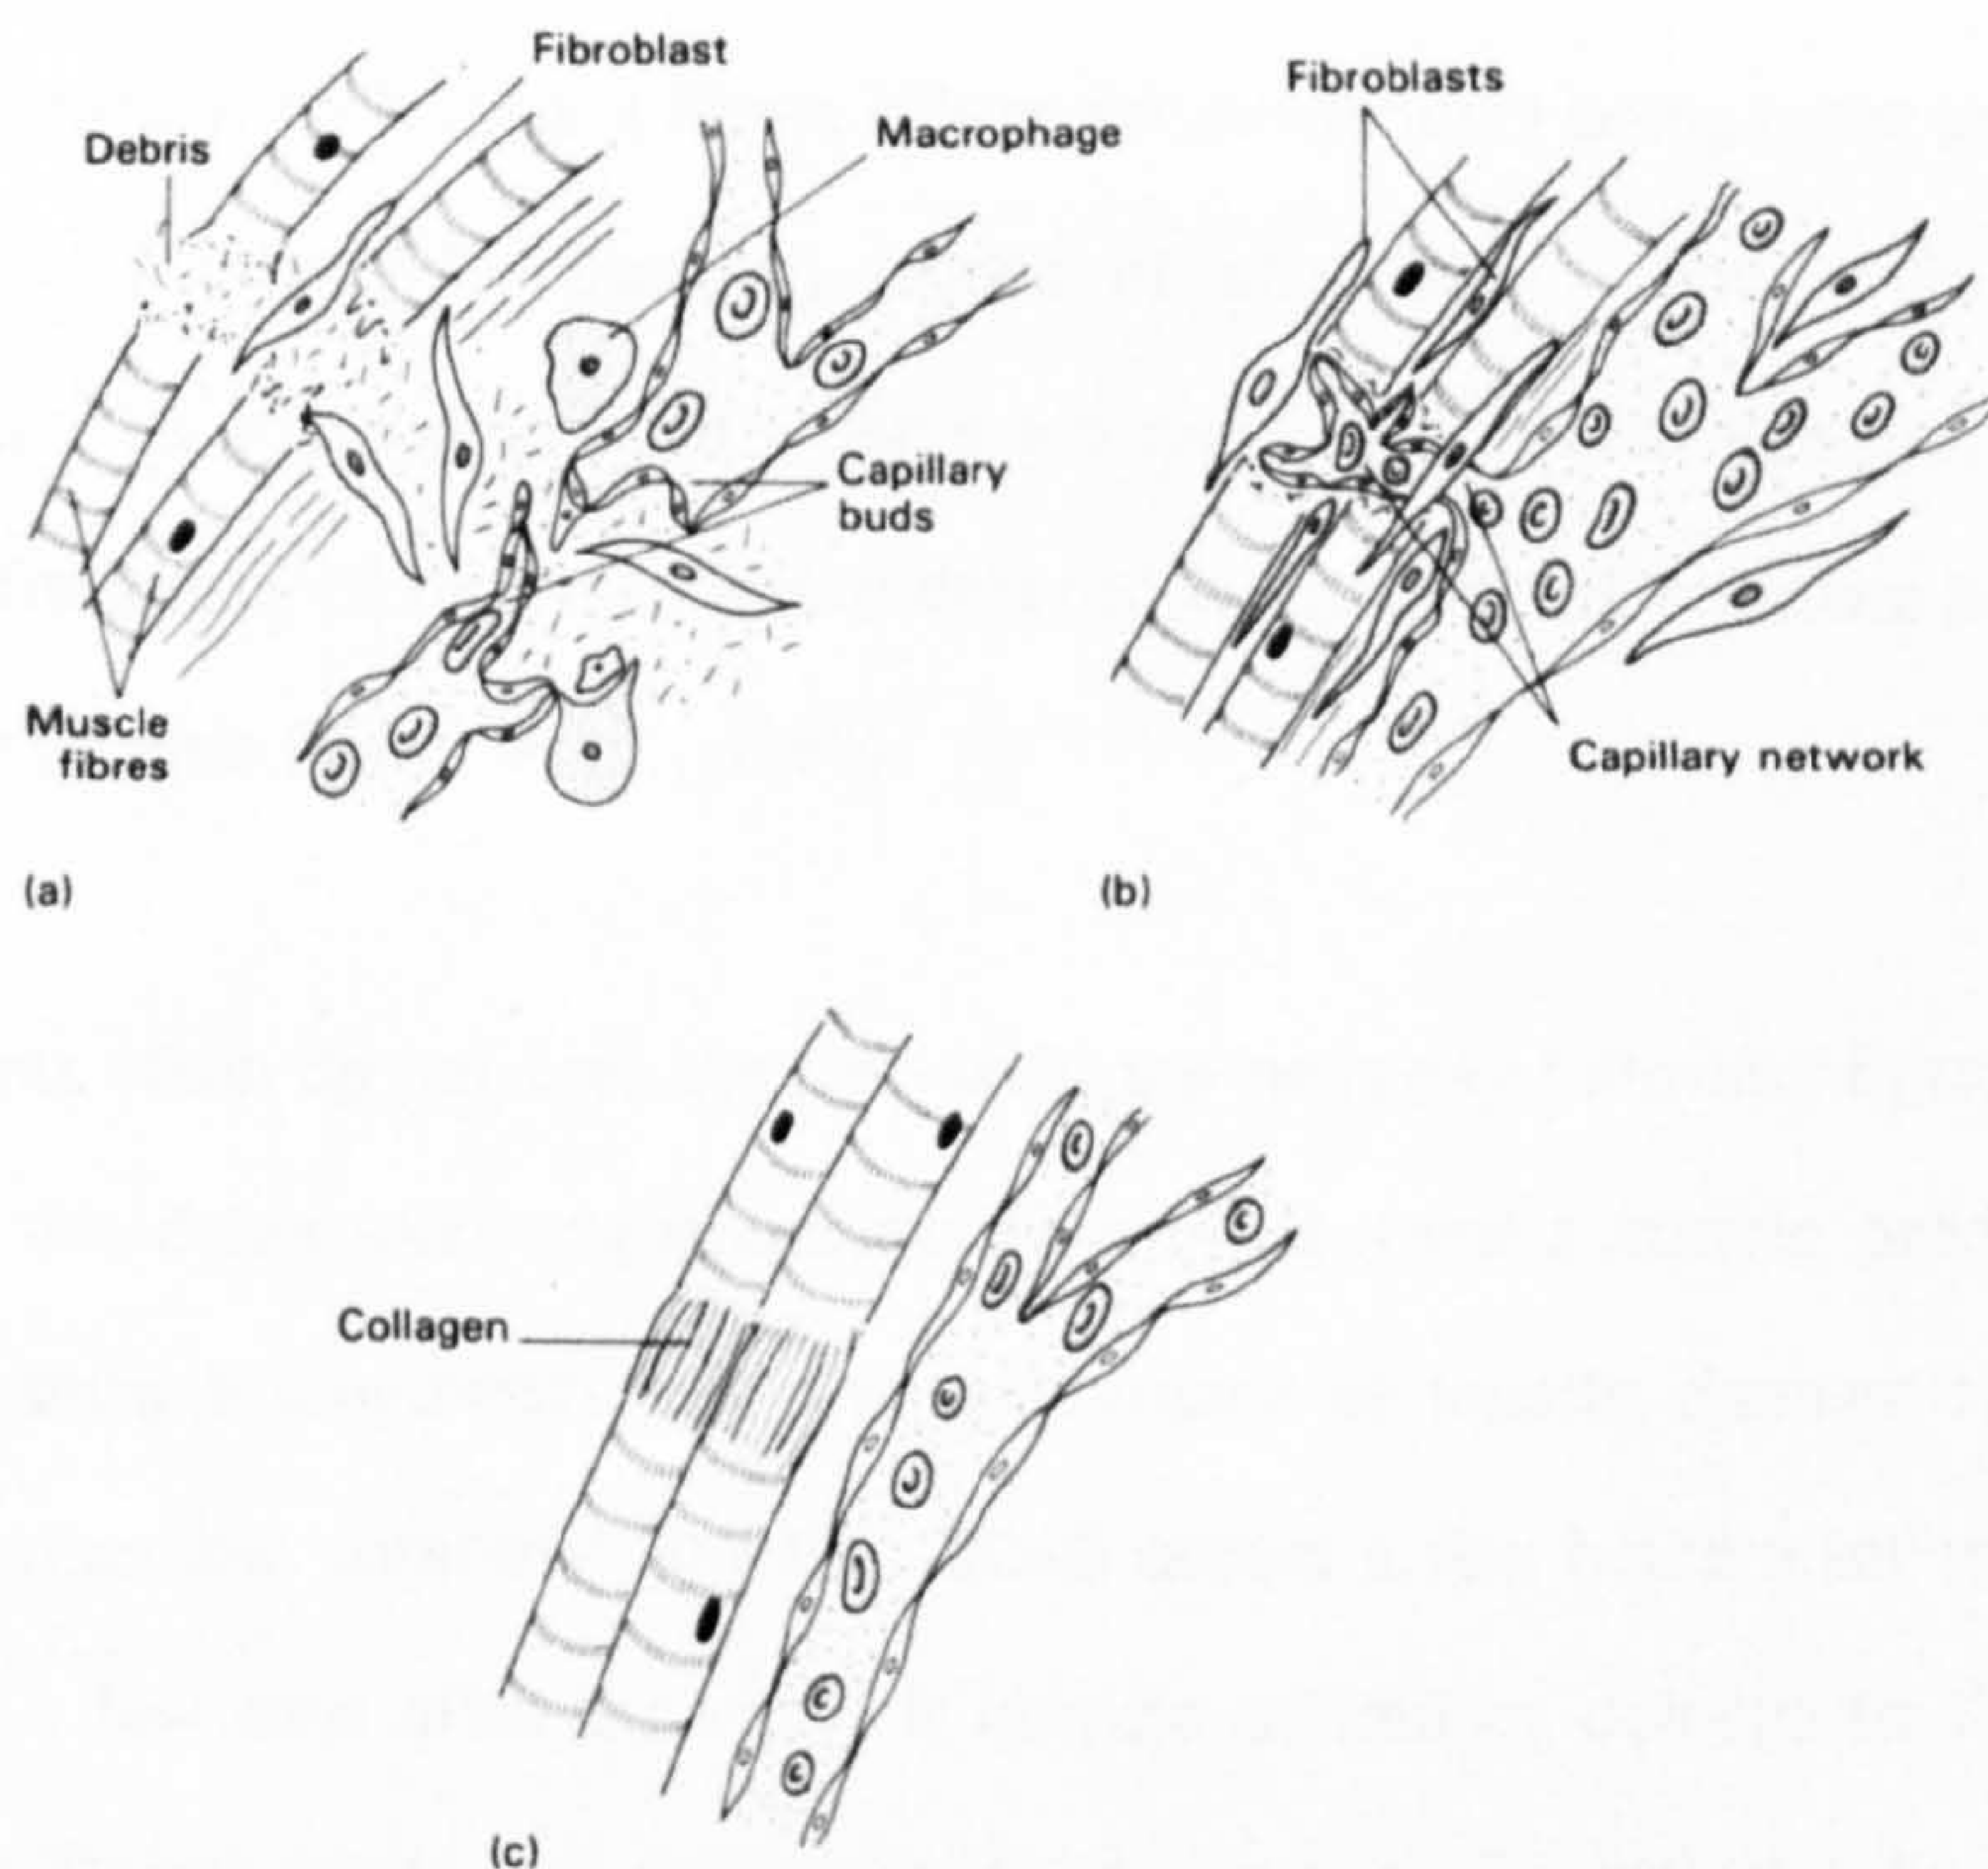 Fibroblast
Debris
Macrophage
Capillary
buds
Muscle
fibres
(a)
Fibroblasts
Capillary network
(b)
Collagen
(c)